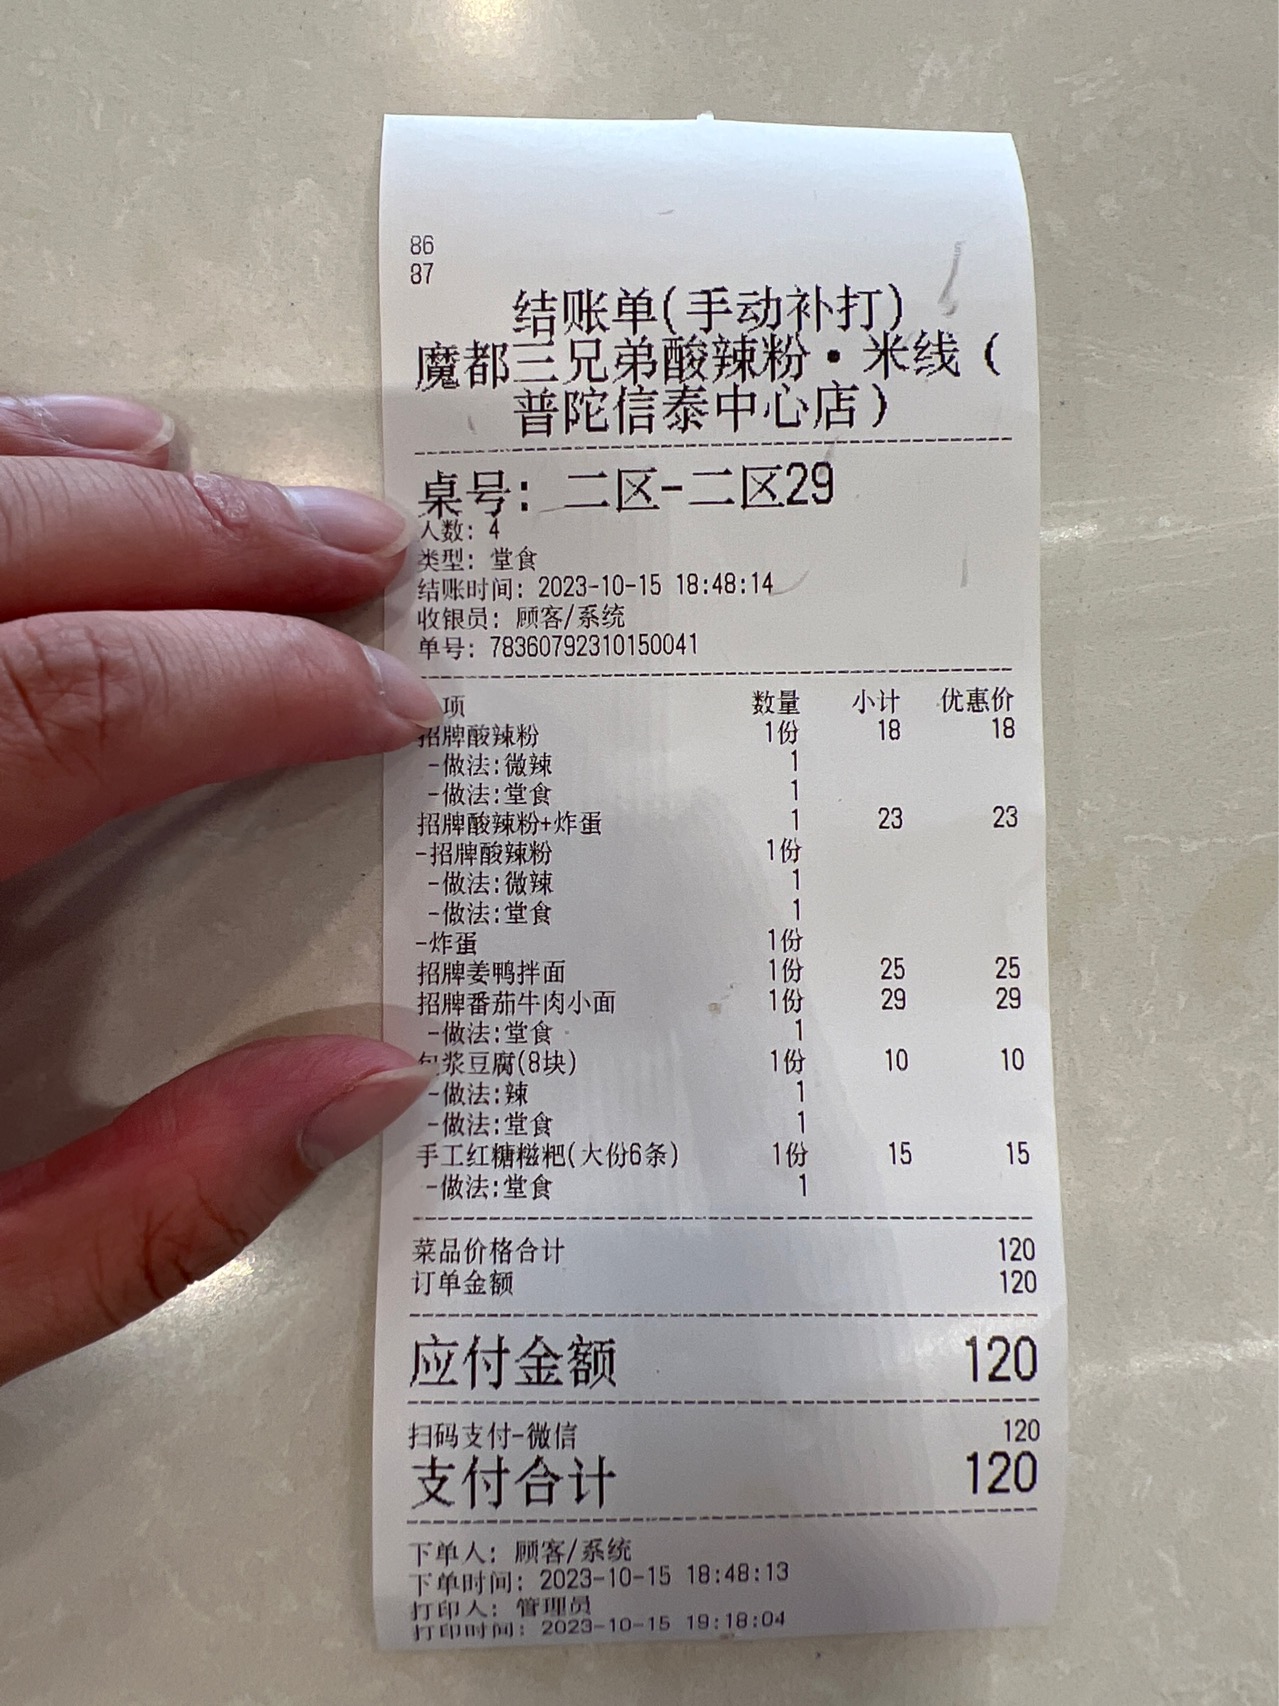 86
87
结账单(手动补打)
魔都三兄弟酸辣粉·米线(
普陀信泰中心店)
桌号: 二区-二区29
人数: 4
类型: 堂食
结账时间: 2023-10-15 18:48:14
收银员: 顾客/系统
单号: 78360792310150041
项 数量 小计 优惠价
招牌酸辣粉 1份 18 18
-做法:微辣 1
-做法:堂食 1
招牌酸辣粉+炸蛋 1 23 23
-招牌酸辣粉 1份
-做法:微辣 1
-做法:堂食 1
-炸蛋 1份
招牌姜鸭拌面 1份 25 25
招牌番茄牛肉小面 1份 29 29
-做法:堂食 1
包浆豆腐(8块) 1份 10 10
-做法:辣 1
-做法:堂食 1
手工红糖糍粑(大份6条) 1份 15 15
-做法:堂食 1
菜品价格合计 120
订单金额 120
应付金额 120
扫码支付-微信 120
支付合计 120
下单人: 顾客/系统
下单时间: 2023-10-15 18:48:13
打印人: 管理员
打印时间: 2023-10-15 19:18:04